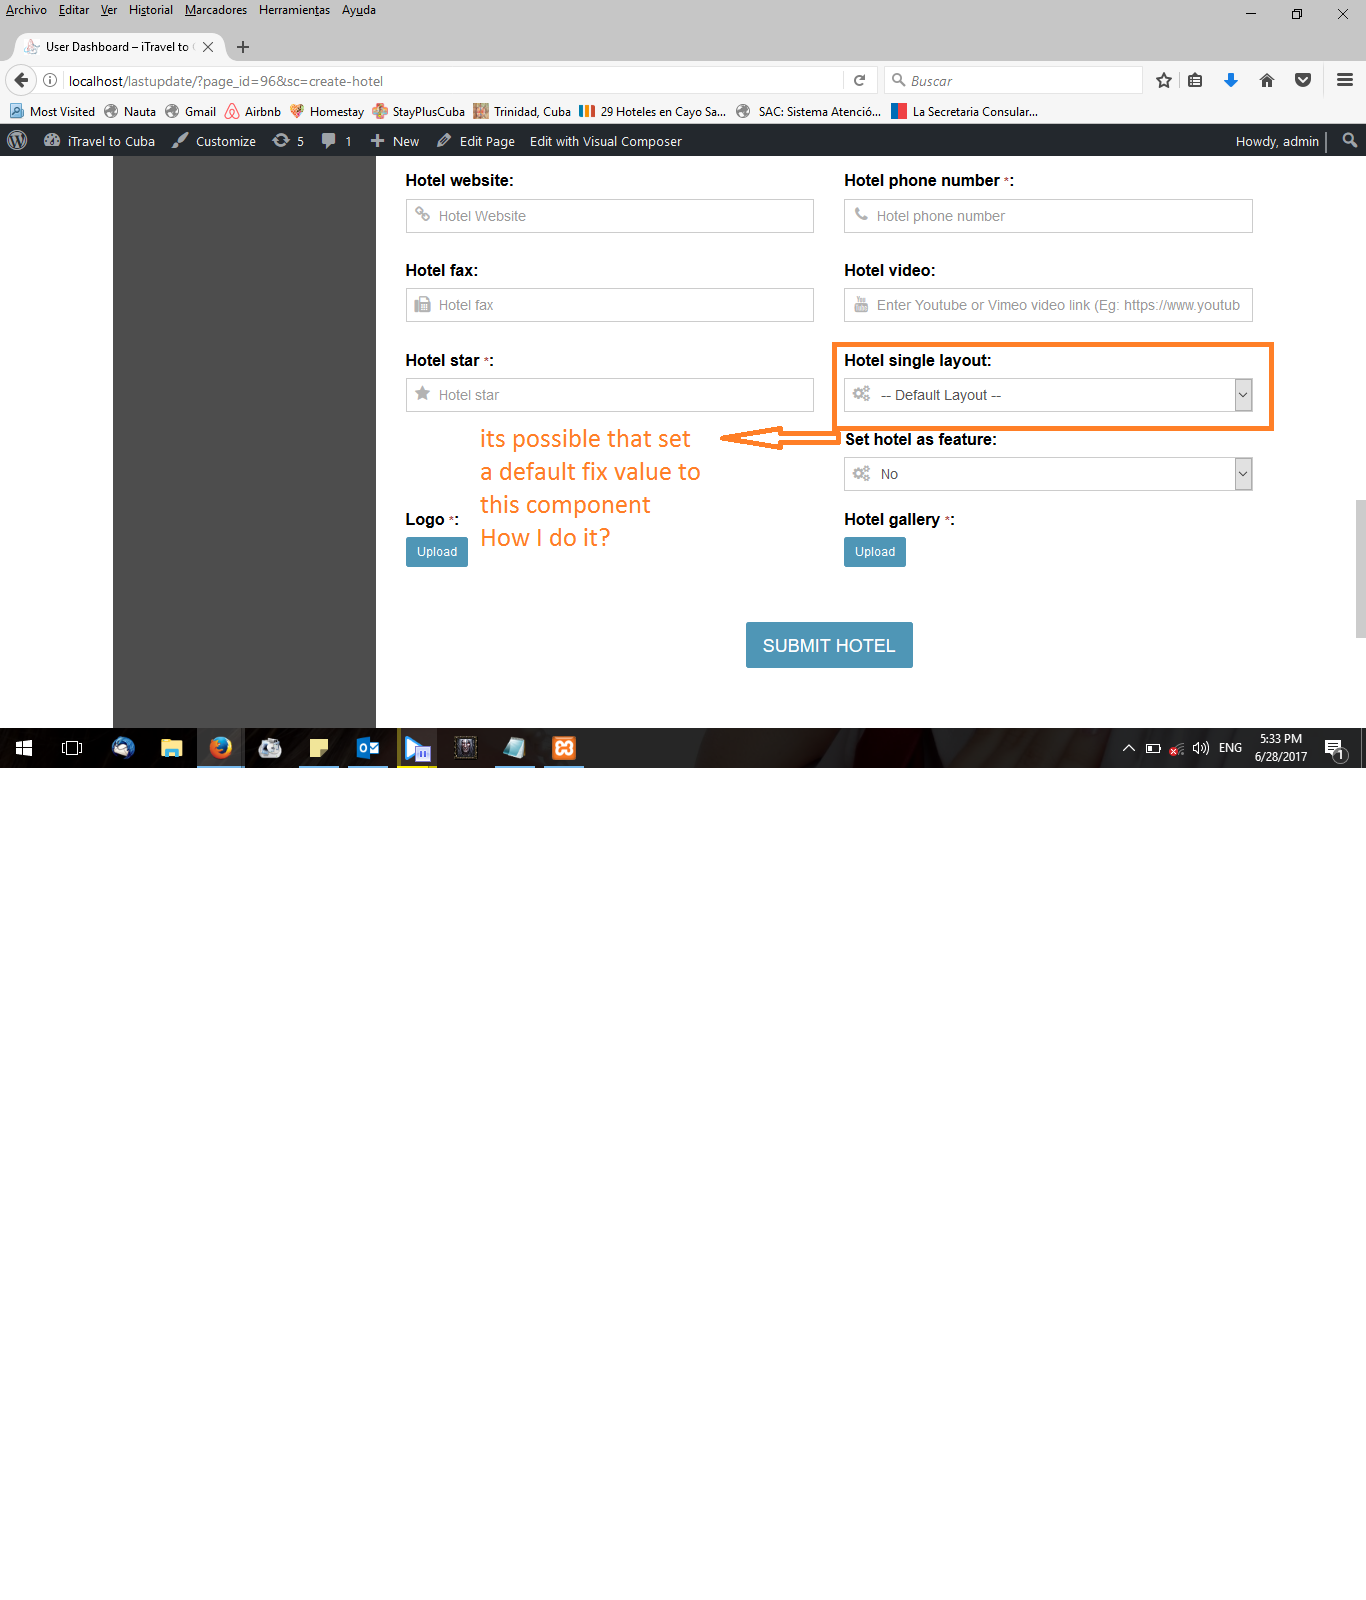 Archivo Editar Ver Historial Marcadores Herramientas Ayuda
User Dashboard – iTravel to
localhost/lastupdate/?page_id=96&sc=create-hotel
Buscar
Most Visited Nauta Gmail Airbnb Homestay StayPlusCuba Trinidad, Cuba 29 Hoteles en Cayo Sa... SAC: Sistema Atenció... La Secretaria Consular...
iTravel to Cuba Customize 5 1 New Edit Page Edit with Visual Composer Howdy, admin
Hotel website: Hotel phone number *:
Hotel Website Hotel phone number
Hotel fax: Hotel video:
Hotel fax Enter Youtube or Vimeo video link (Eg: https://www.youtub
Hotel star *: Hotel single layout:
Hotel star -- Default Layout --
its possible that set Set hotel as feature:
a default fix value to No
this component
Logo *: Hotel gallery *:
How I do it?
Upload Upload
SUBMIT HOTEL
ENG 5:33 PM
6/28/2017 1